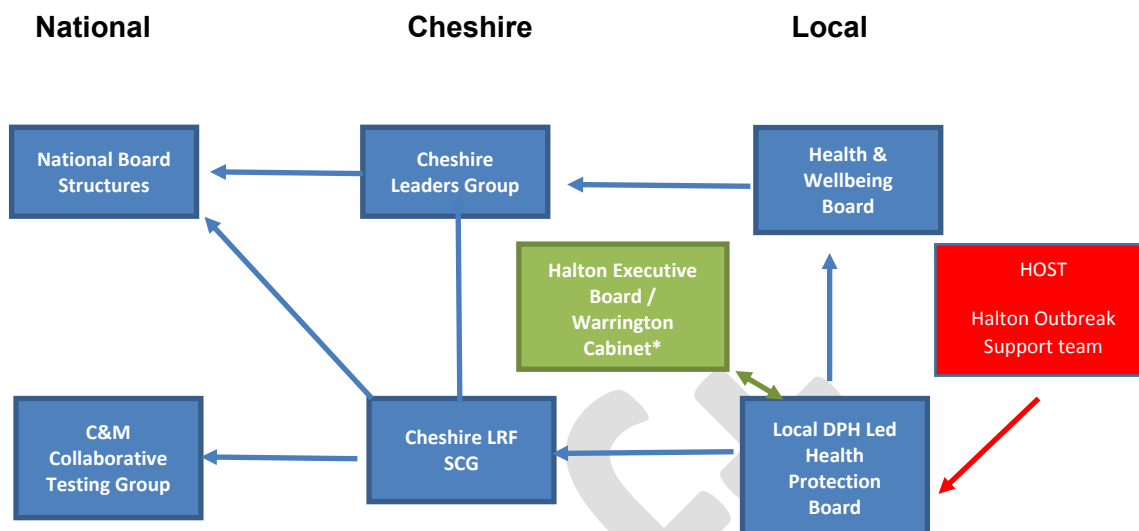 National
Cheshire
Local
National Board
Structures
Cheshire
Leaders Group
Health &
Wellbeing
Board
Halton Executive
Board /
Warrington
Cabinet*
HOST
Halton Outbreak
Support team
C&M
Collaborative
Testing Group
Cheshire LRF
SCG
Local DPH Led
Health
Protection
Board